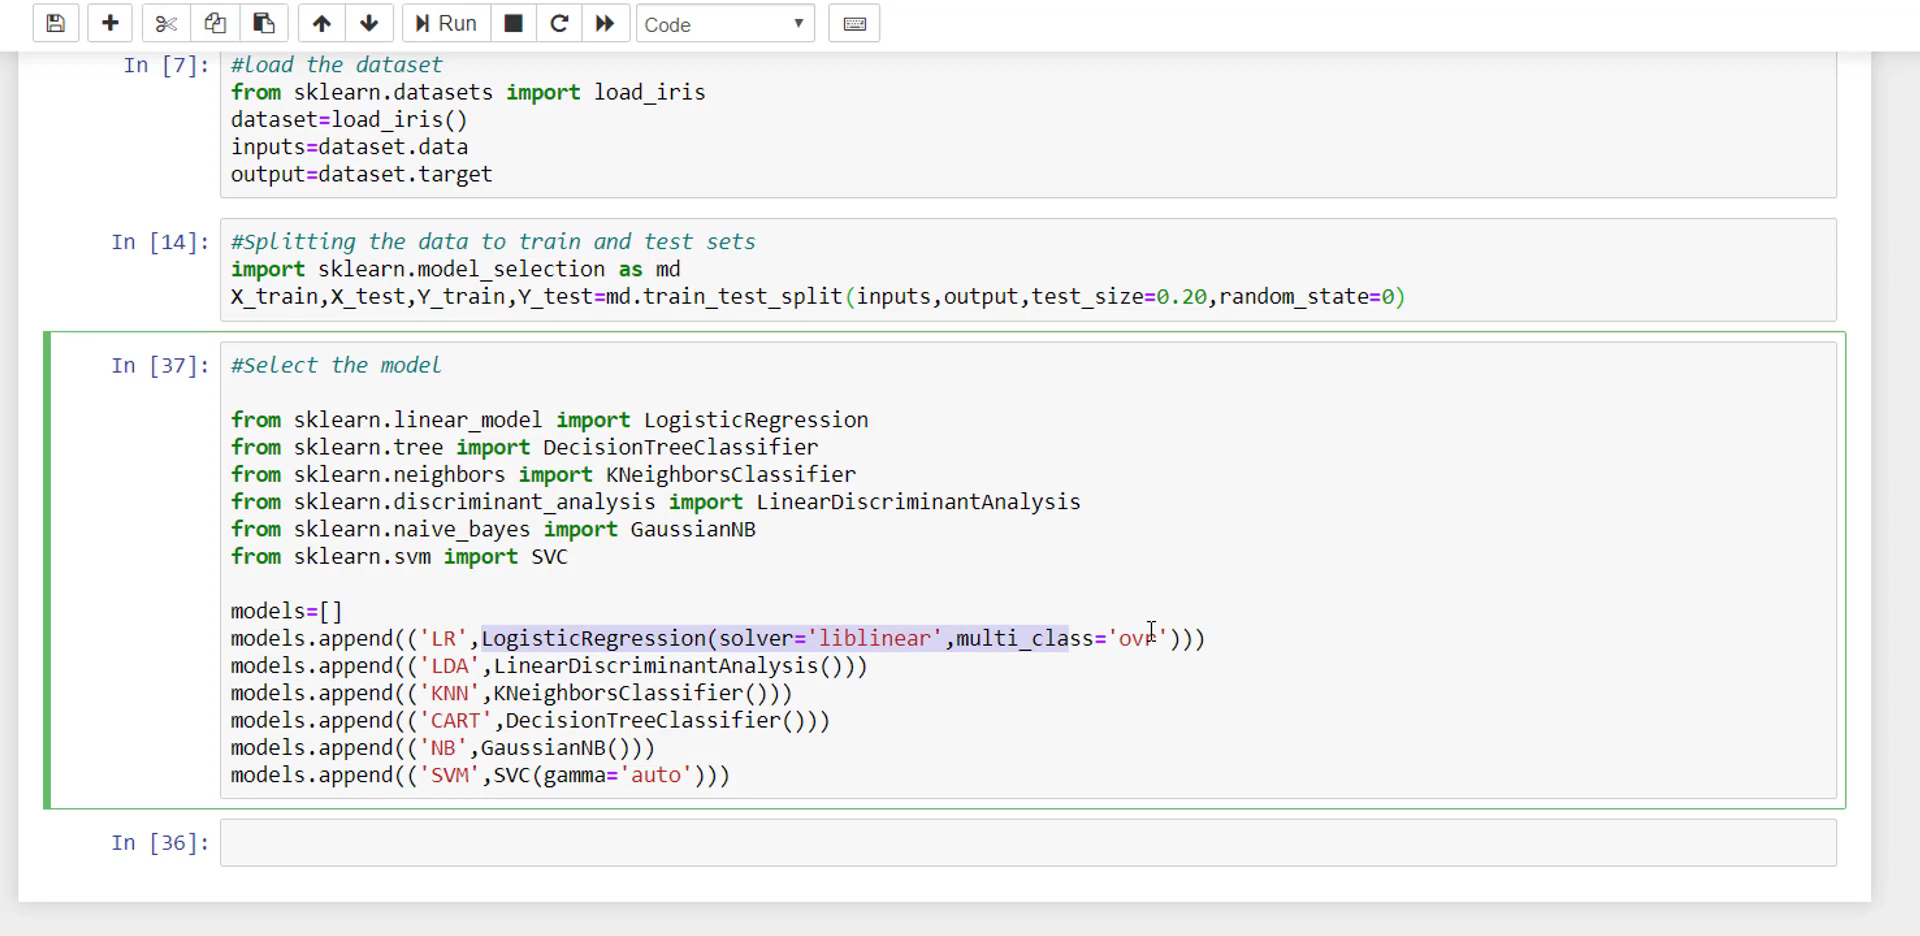 Run
Code
In [7]:
#load the dataset
from sklearn.datasets import load_iris
dataset=load_iris()
inputs=dataset.data
output=dataset.target
In [14]:
#Splitting the data to train and test sets
import sklearn.model_selection as md
X_train,X_test,Y_train,Y_test=md.train_test_split(inputs,output,test_size=0.20,random_state=0)
In [37]:
#Select the model
from sklearn.linear_model import LogisticRegression
from sklearn.tree import DecisionTreeClassifier
from sklearn.neighbors import KNeighborsClassifier
from sklearn.discriminant_analysis import LinearDiscriminantAnalysis
from sklearn.naive_bayes import GaussianNB
from sklearn.svm import SVC
models=[]
models.append(('LR',LogisticRegression(solver='liblinear',multi_class='ovr')))
models.append(('LDA',LinearDiscriminantAnalysis()))
models.append(('KNN',KNeighborsClassifier()))
models.append(('CART',DecisionTreeClassifier()))
models.append(('NB',GaussianNB()))
models.append(('SVM',SVC(gamma='auto')))
In [36]: